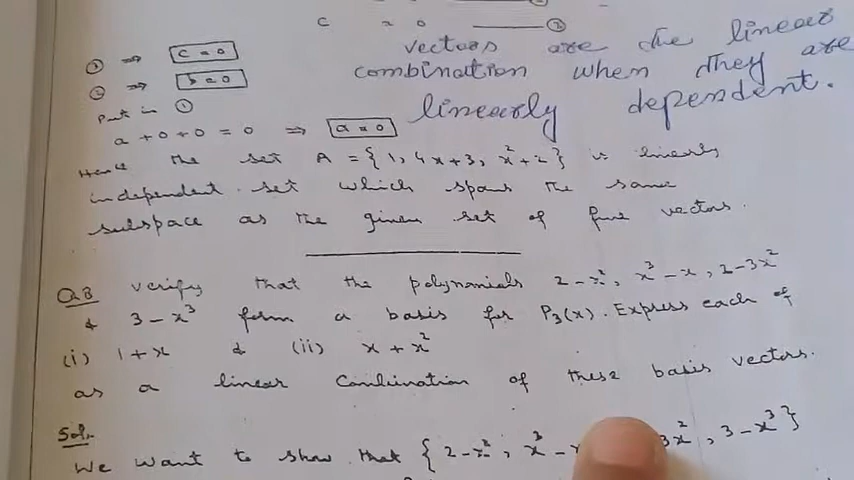 c = 0 ——— ②
③ ⇒ c = 0
② ⇒ b = 0
Put in ①
a + 0 + 0 = 0 ⇒ a = 0
vectors are the linear
combination when they are
linearly dependent.
Hence the set A = {1, 4x+3, x²+2} is linearly
independent set which spans the same
subspace as the given set of five vectors.
Q8 verify that the polynomials 2-x², x³-x, 2-3x²
& 3-x³ form a basis for P₃(x). Express each of
(i) 1+x & (ii) x+x²
as a linear combination of these basis vectors.
Sol.
We want to show that {2-x², x³- 3x², 3-x³}